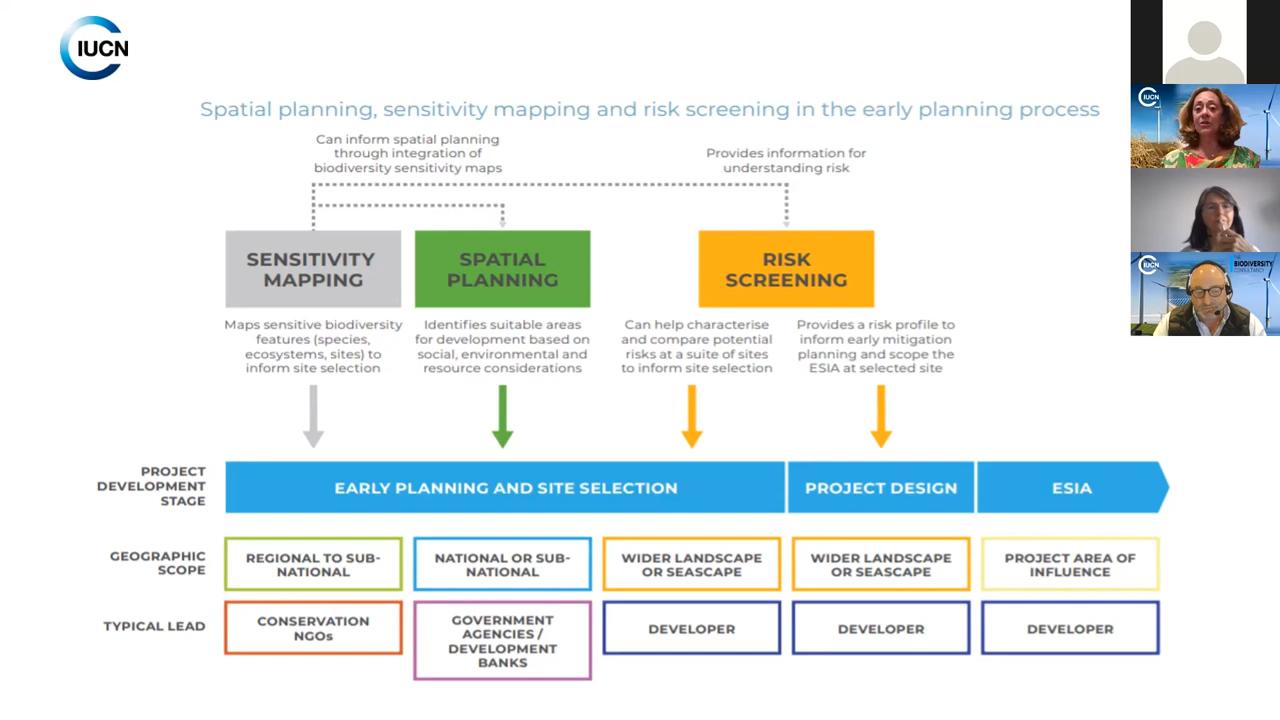 IUCN
Spatial planning, sensitivity mapping and risk screening in the early planning process
Can inform spatial planning
through integration of
biodiversity sensitivity maps
Provides information for
understanding risk
SENSITIVITY
MAPPING
SPATIAL
PLANNING
RISK
SCREENING
Maps sensitive biodiversity
features (species,
ecosystems, sites) to
inform site selection
Identifies suitable areas
for development based on
social, environmental and
resource considerations
Can help characterise
and compare potential
risks at a suite of sites
to inform site selection
Provides a risk profile to
inform early mitigation
planning and scope the
ESIA at selected site
PROJECT
DEVELOPMENT
STAGE
EARLY PLANNING AND SITE SELECTION
PROJECT DESIGN
ESIA
GEOGRAPHIC
SCOPE
REGIONAL TO SUB-
NATIONAL
NATIONAL OR SUB-
NATIONAL
WIDER LANDSCAPE
OR SEASCAPE
WIDER LANDSCAPE
OR SEASCAPE
PROJECT AREA OF
INFLUENCE
TYPICAL LEAD
CONSERVATION
NGOs
GOVERNMENT
AGENCIES /
DEVELOPMENT
BANKS
DEVELOPER
DEVELOPER
DEVELOPER
IUCN
IUCN
THE
BIODIVERSITY
CONSULTANCY